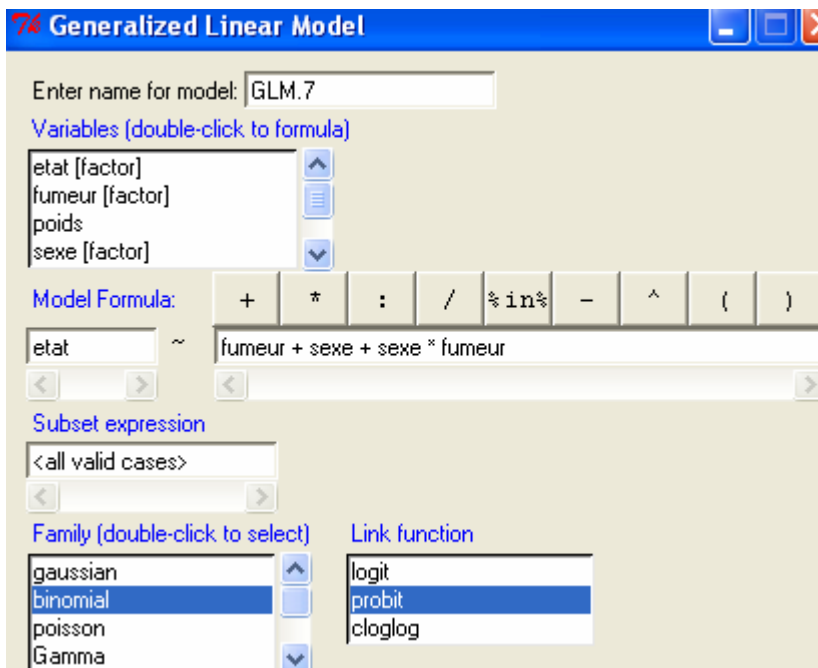 Generalized Linear Model
Enter name for model: GLM.7
Variables (double-click to formula)
etat [factor]
fumeur [factor]
poids
sexe [factor]
Model Formula: + * : / %in% - ^ ( )
etat ~ fumeur + sexe + sexe * fumeur
Subset expression
<all valid cases>
Family (double-click to select) Link function
gaussian logit
binomial probit
poisson cloglog
Gamma